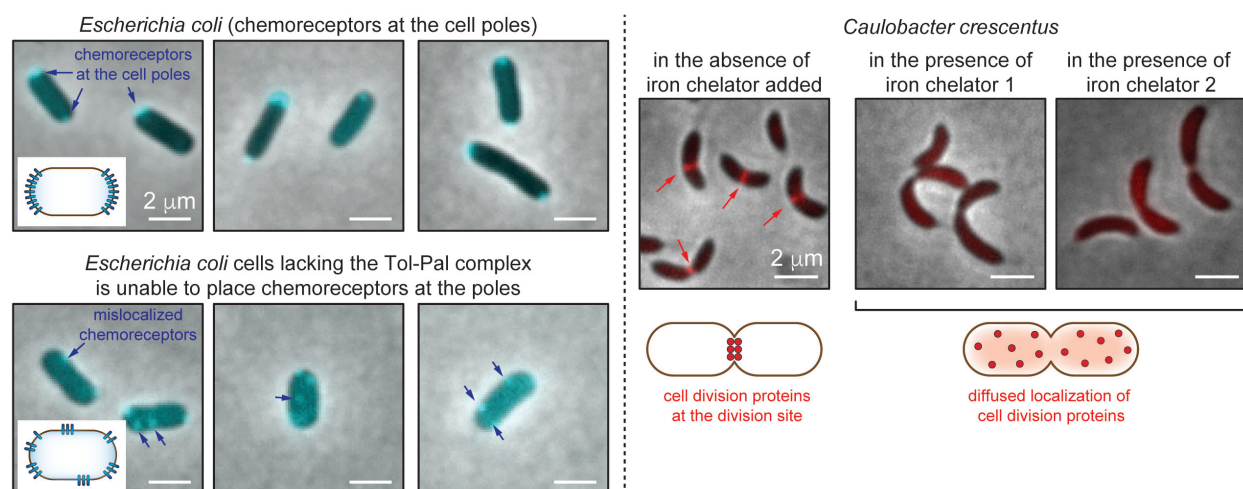 Escherichia coli (chemoreceptors at the cell poles)
chemoreceptors
at the cell poles
2 μm
Escherichia coli cells lacking the Tol-Pal complex
is unable to place chemoreceptors at the poles
mislocalized
chemoreceptors
Caulobacter crescentus
in the absence of
iron chelator added
in the presence of
iron chelator 1
in the presence of
iron chelator 2
2 μm
cell division proteins
at the division site
diffused localization of
cell division proteins